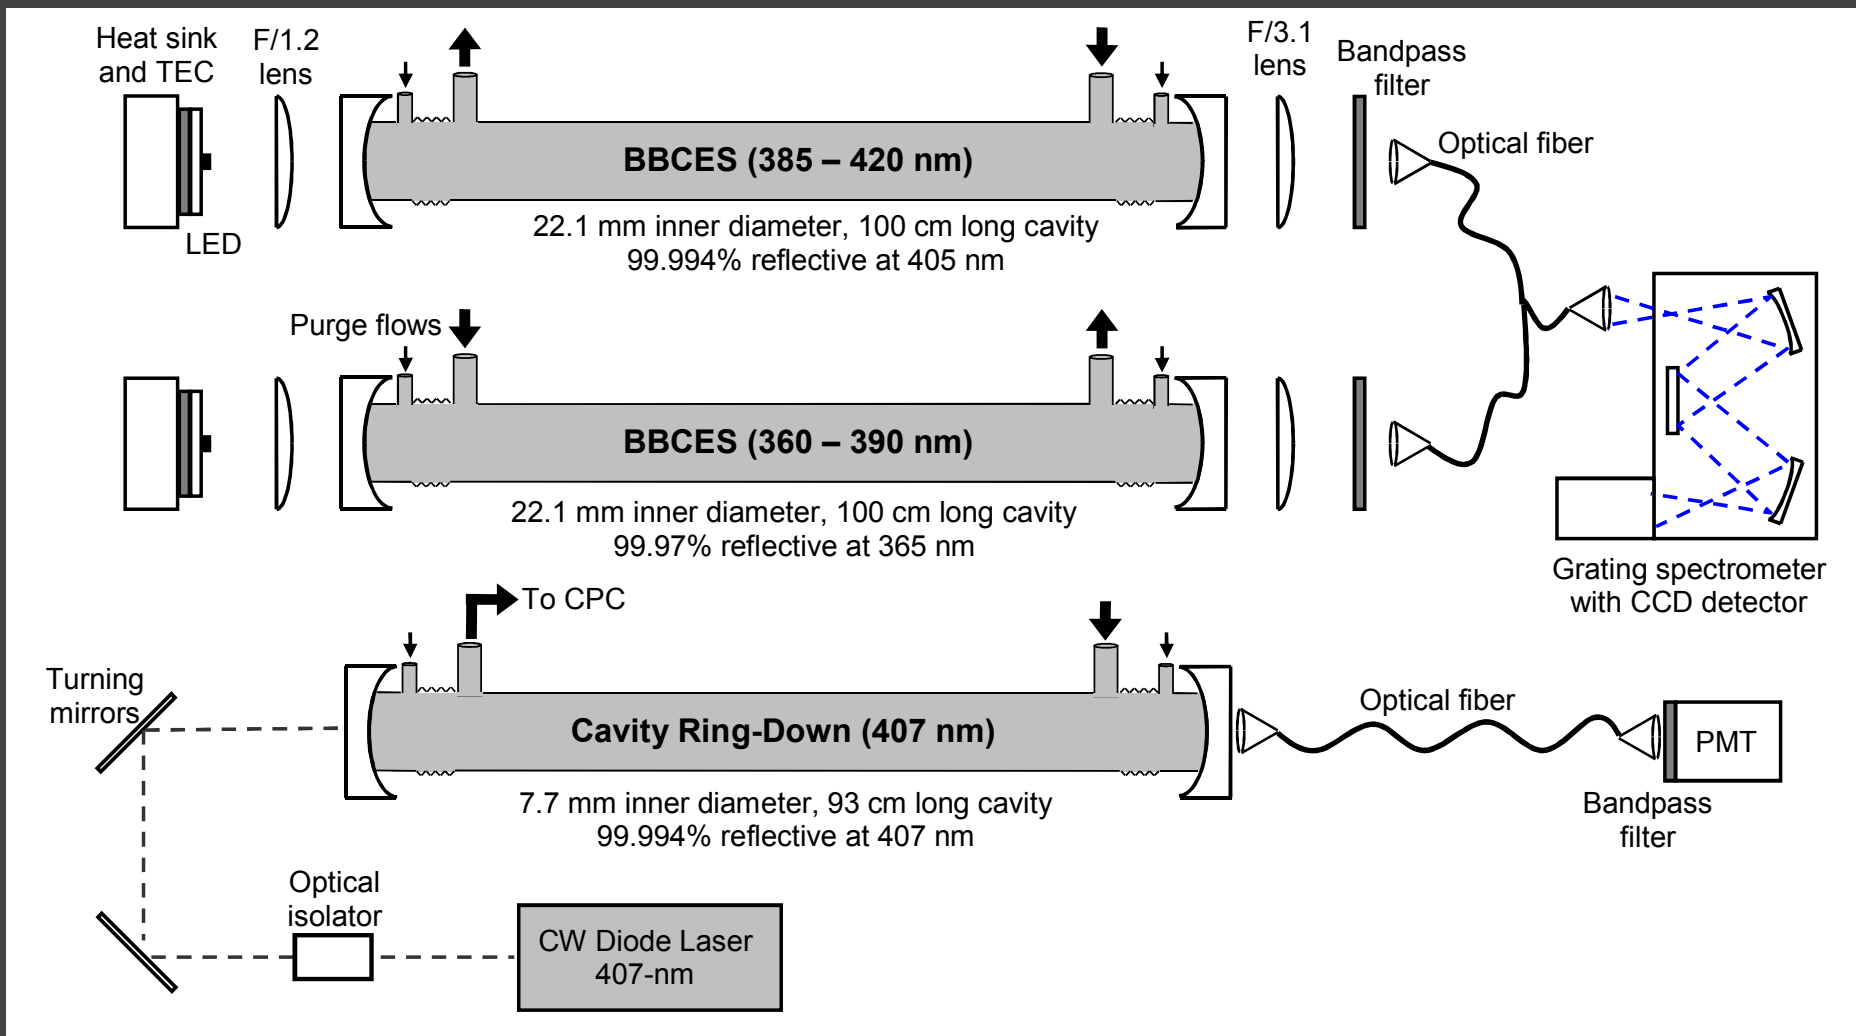 Heat sink
and TEC
F/1.2
lens
F/3.1
lens
Bandpass
filter
Optical fiber
BBCES (385 – 420 nm)
LED
22.1 mm inner diameter, 100 cm long cavity
99.994% reflective at 405 nm
Purge flows
BBCES (360 – 390 nm)
22.1 mm inner diameter, 100 cm long cavity
99.97% reflective at 365 nm
Grating spectrometer
with CCD detector
To CPC
Turning
mirrors
Optical fiber
Cavity Ring-Down (407 nm)
PMT
7.7 mm inner diameter, 93 cm long cavity
99.994% reflective at 407 nm
Bandpass
filter
Optical
isolator
CW Diode Laser
407-nm